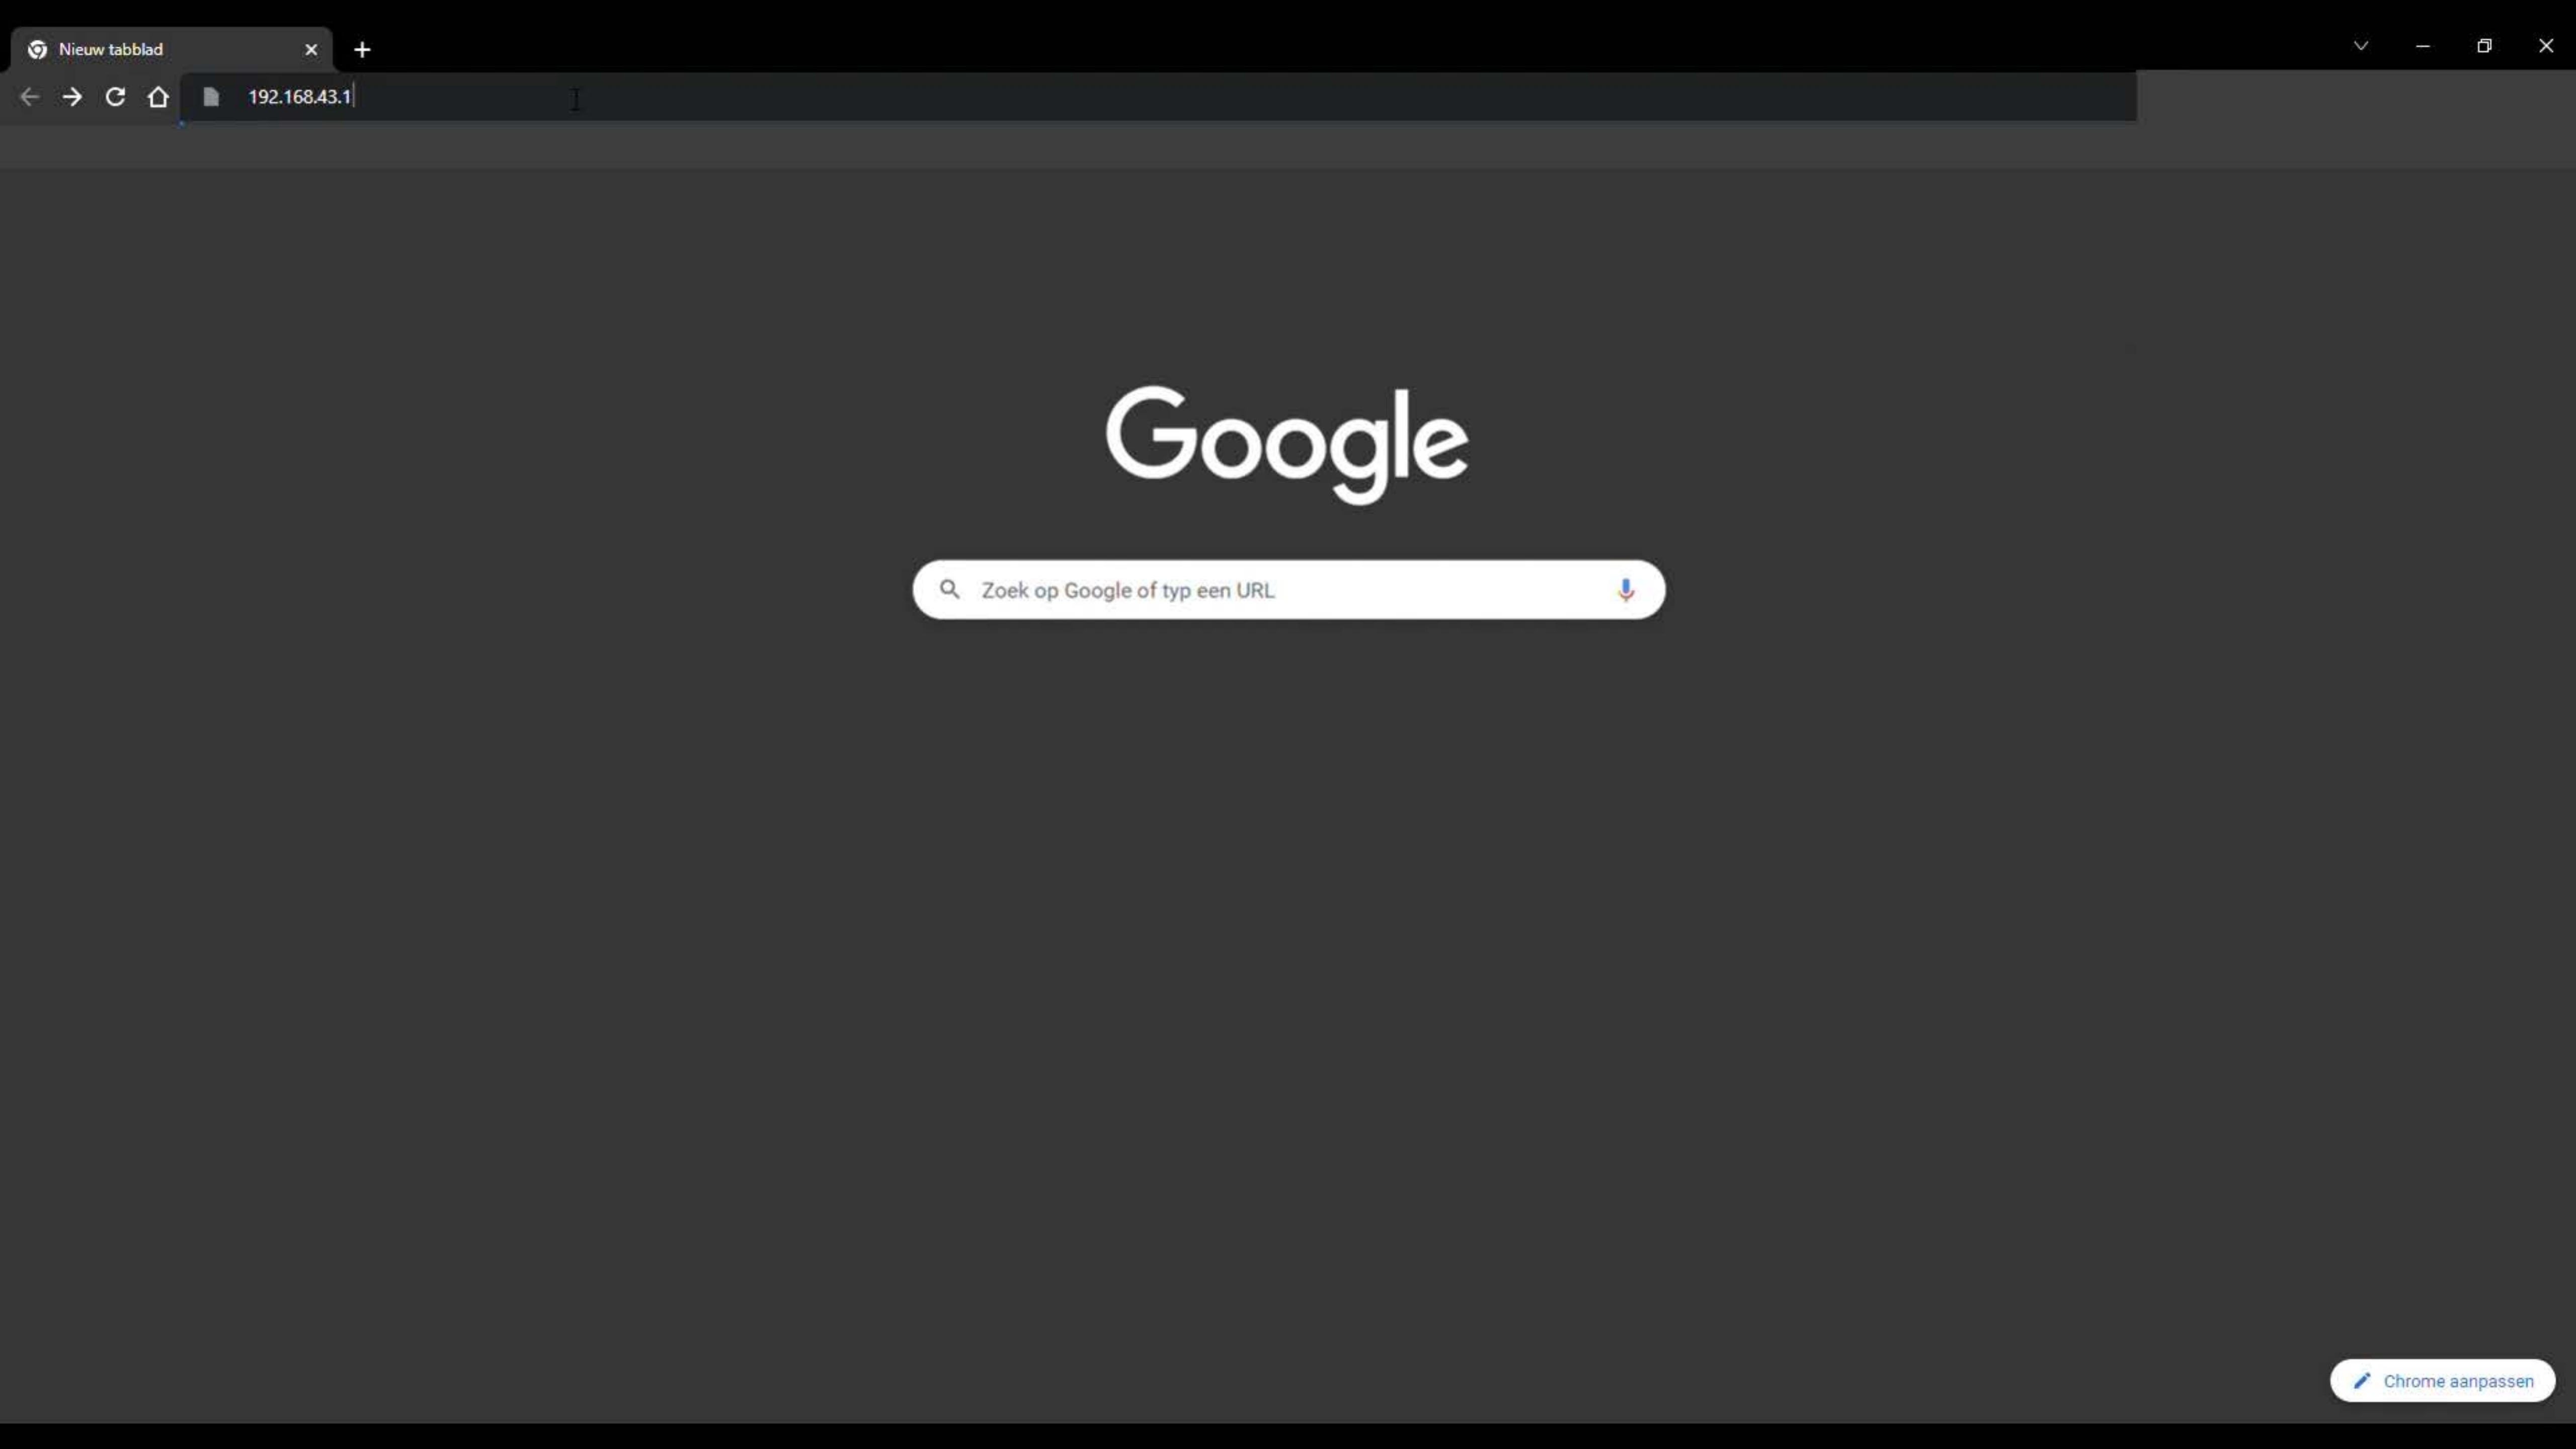 Nieuw tabblad
192.168.43.1
Google
Zoek op Google of typ een URL
Chrome aanpassen